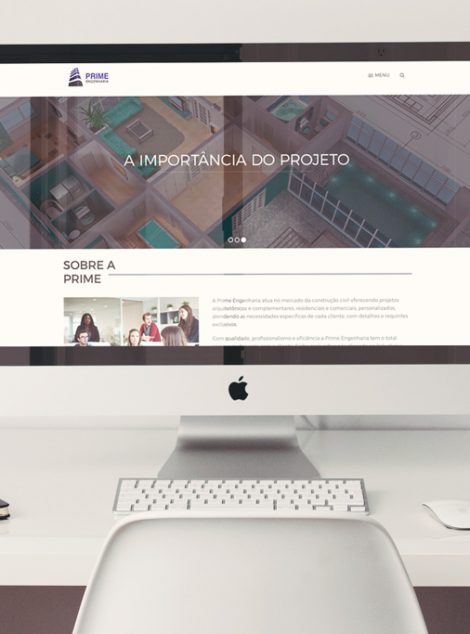 PRIME
ENGENHARIA
MENU
A IMPORTÂNCIA DO PROJETO
SOBRE A
PRIME
A Prime Engenharia atua no mercado da construção civil oferecendo projetos
arquitetônicos e complementares, residenciais e comerciais, personalizados,
atendendo as necessidades específicas de cada cliente, com detalhes e requintes
exclusivos.
Com qualidade, profissionalismo e eficiência a Prime Engenharia tem o total